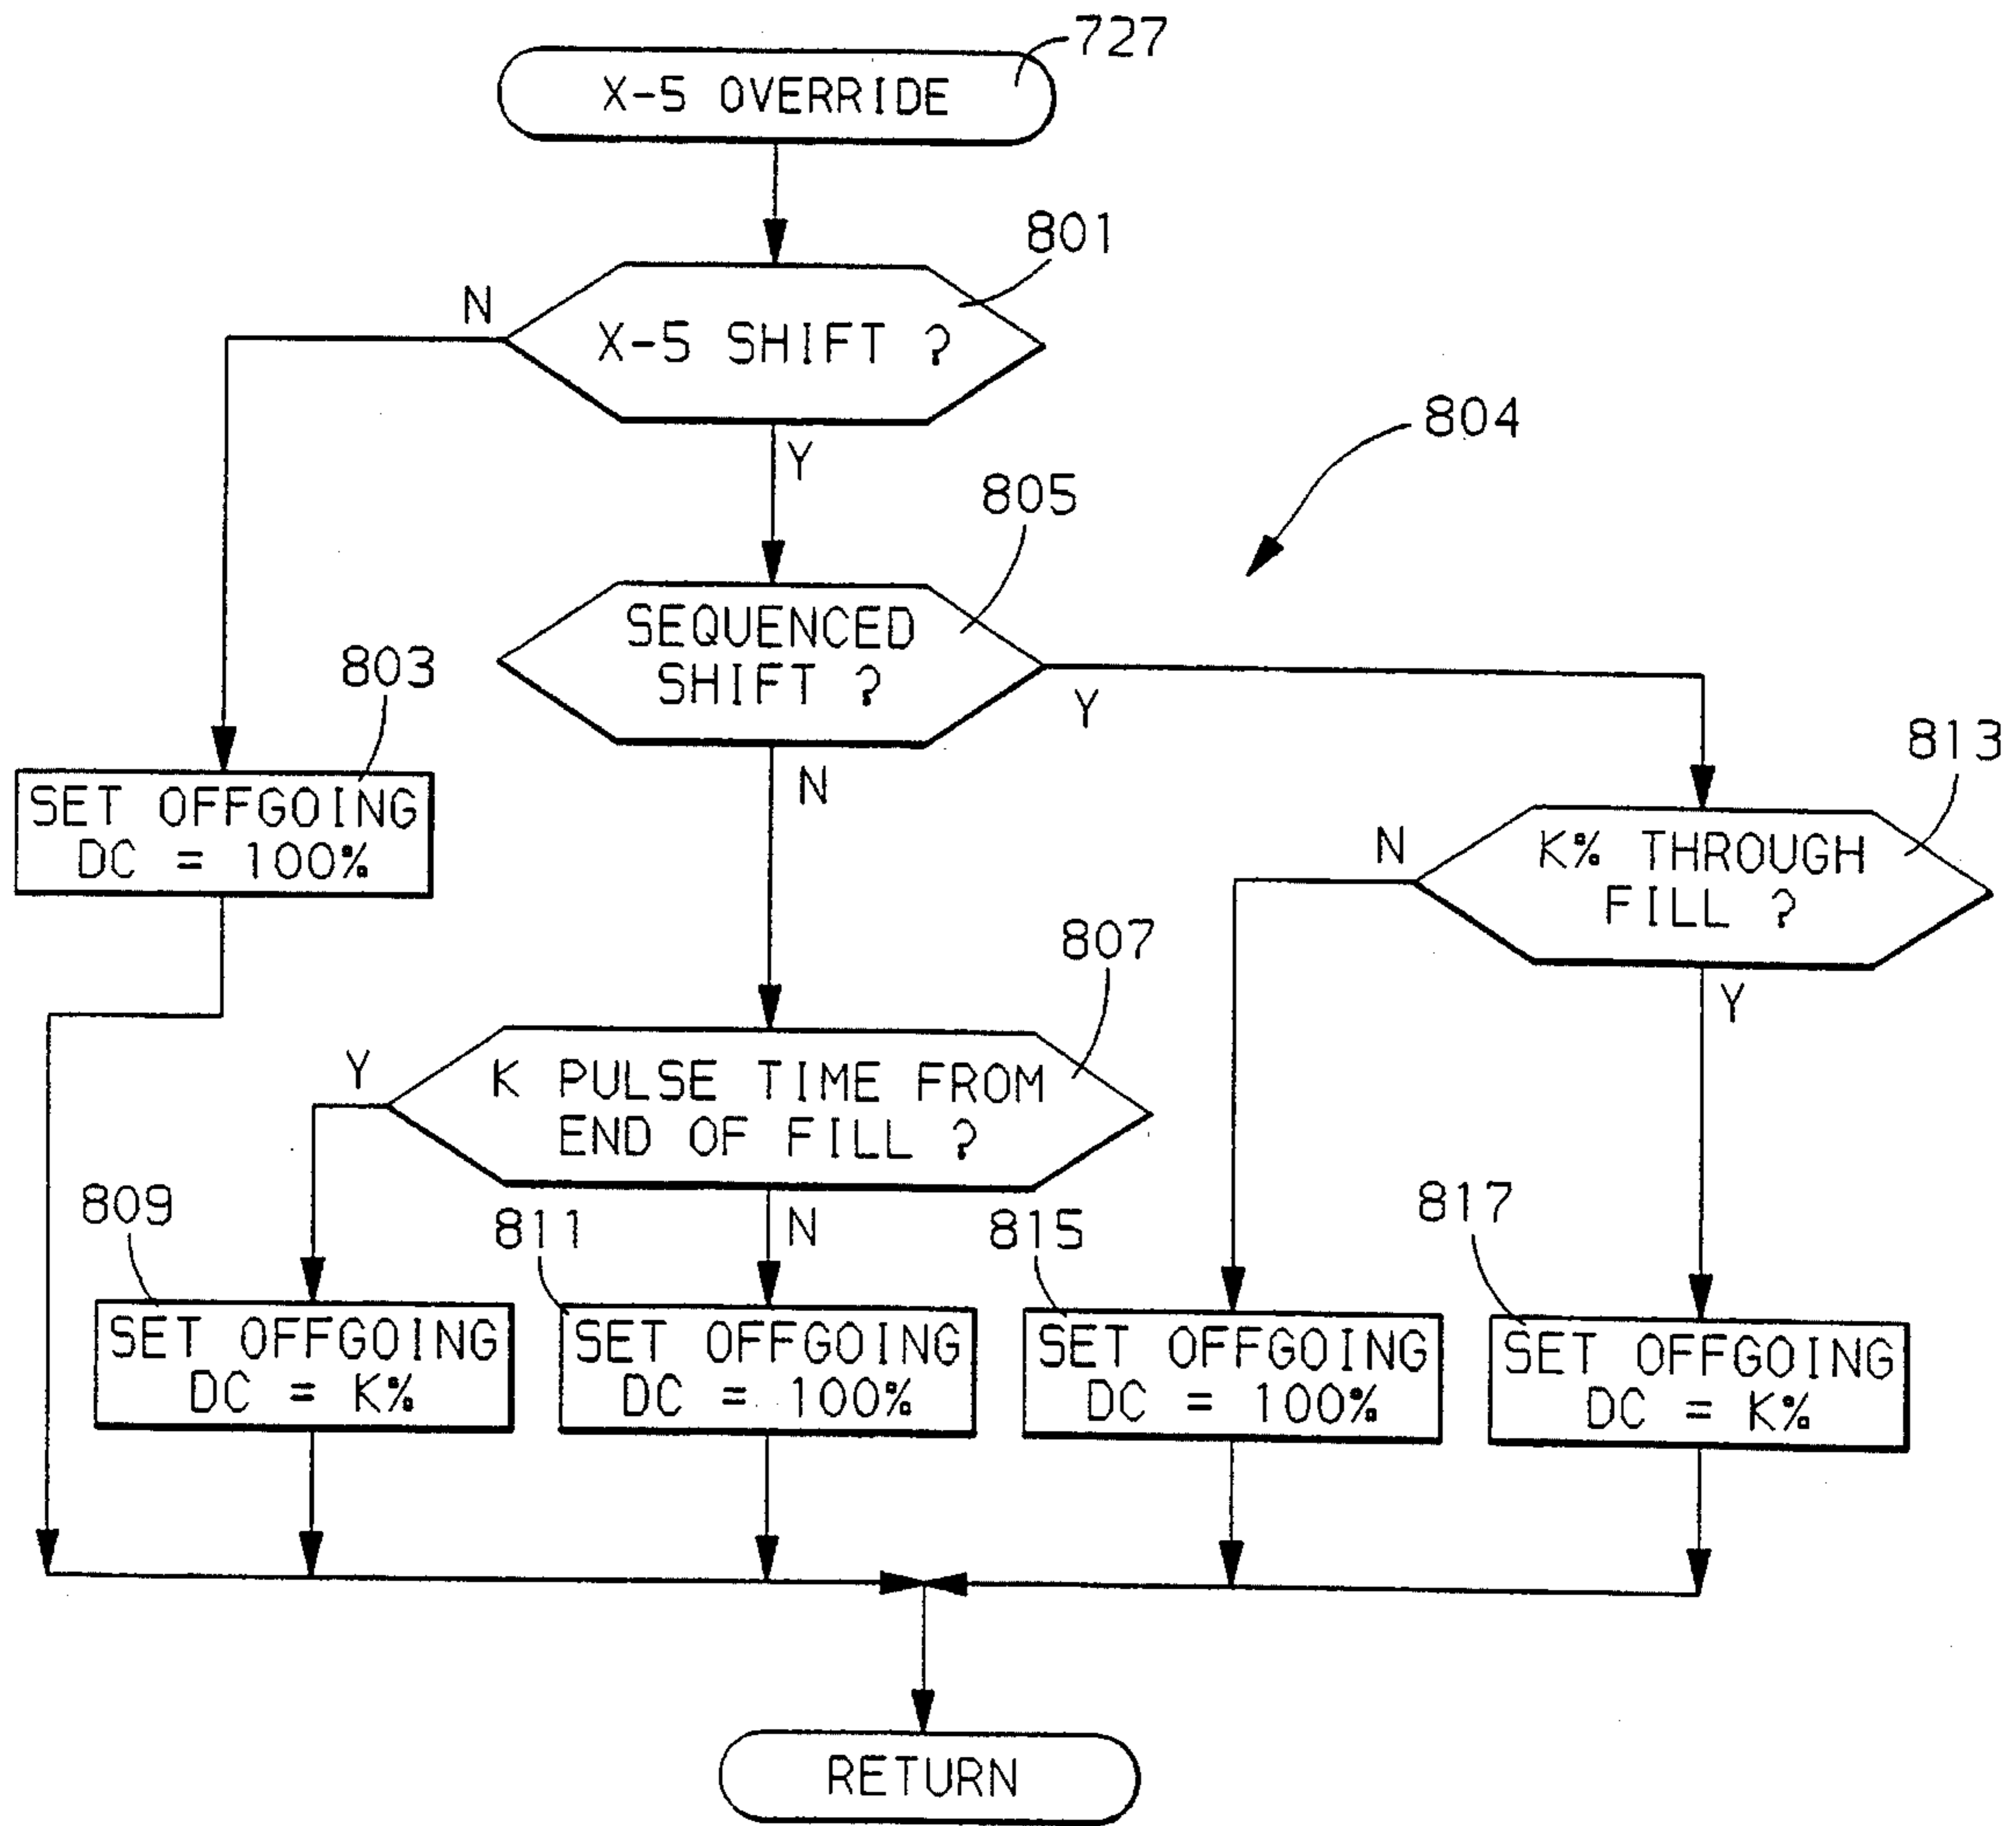 727
X-5 OVERRIDE
801
N
X-5 SHIFT ?
804
Y
805
SEQUENCED
SHIFT ?
Y
803
813
N
SET OFFGOING
DC = 100%
N
K% THROUGH
FILL ?
807
Y
Y
K PULSE TIME FROM
END OF FILL ?
809
811
N
815
817
SET OFFGOING
DC = K%
SET OFFGOING
DC = 100%
SET OFFGOING
DC = 100%
SET OFFGOING
DC = K%
RETURN